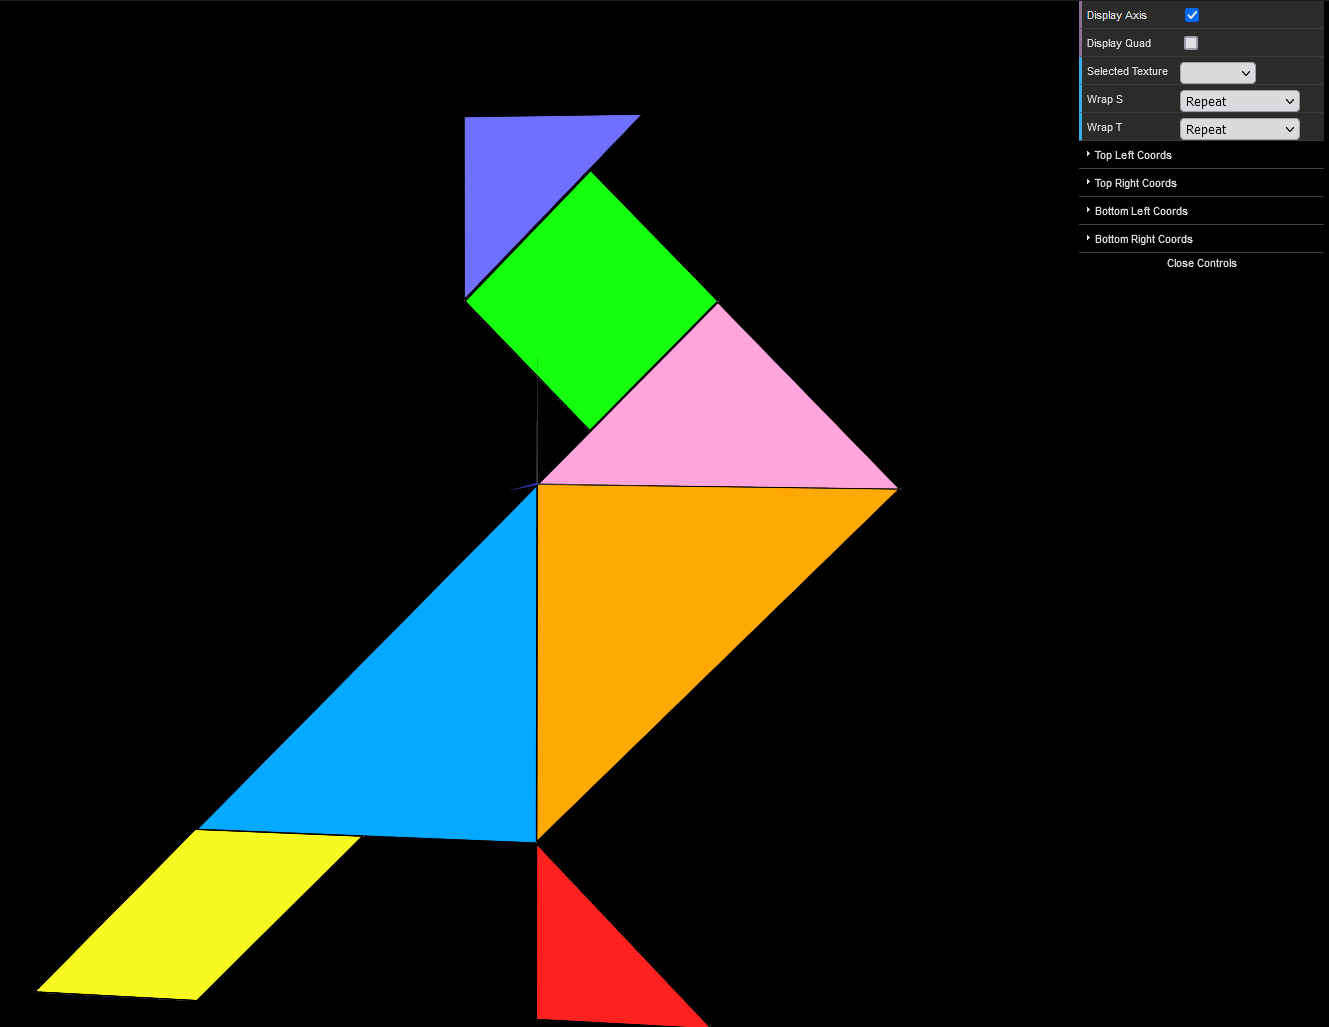 Display Axis
Display Quad
Selected Texture
Wrap S Repeat
Wrap T Repeat
Top Left Coords
Top Right Coords
Bottom Left Coords
Bottom Right Coords
Close Controls